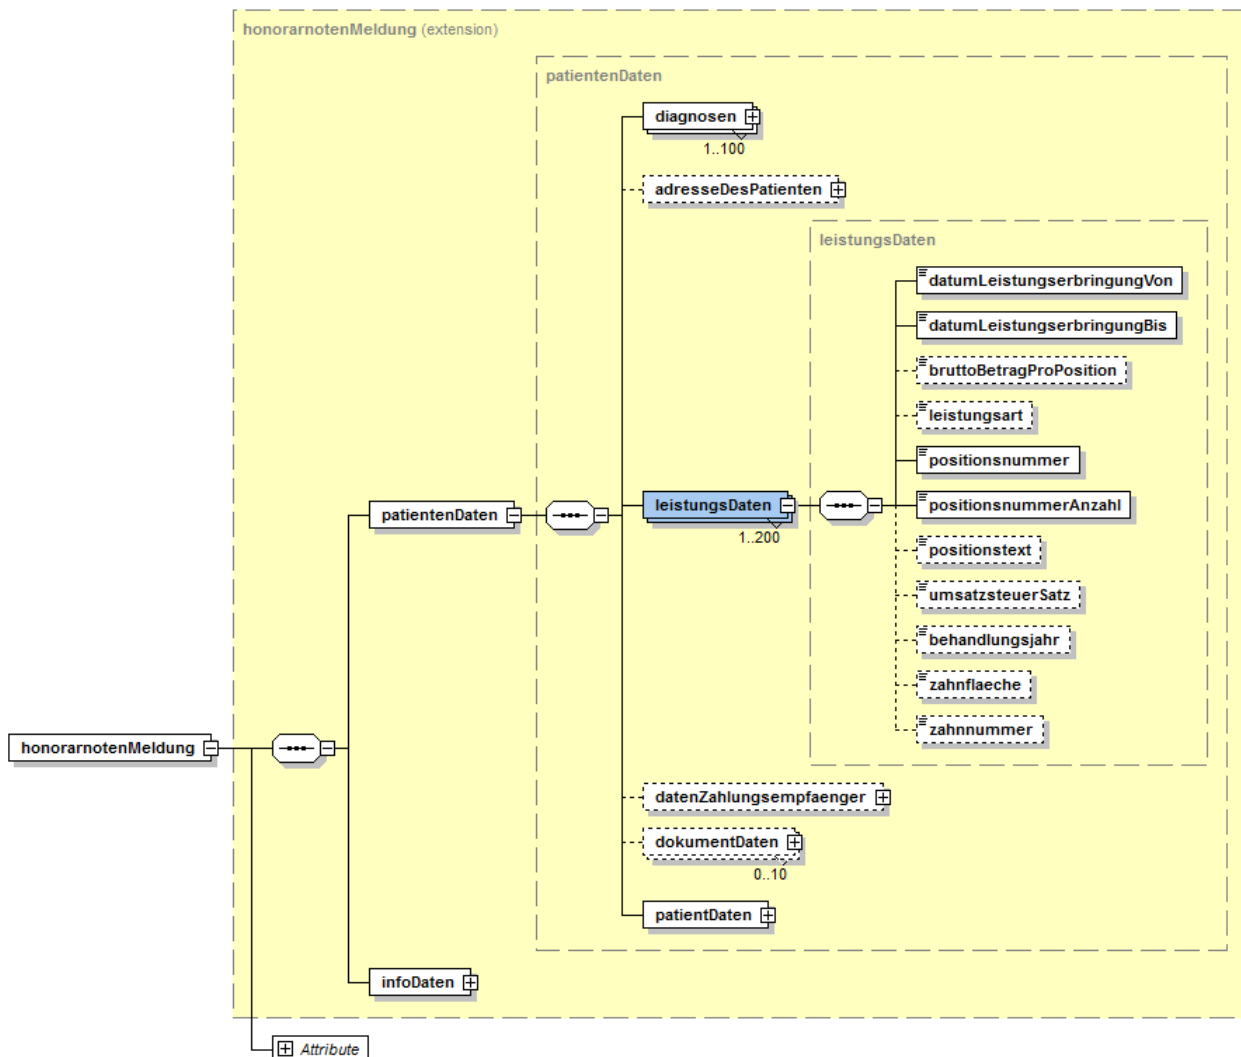 honorarnotenMeldung (extension)
patientenDaten
diagnosen
1..100
adresseDesPatienten
leistungsDaten
datumLeistungserbringungVon
datumLeistungserbringungBis
bruttoBetragProPosition
leistungsart
positionsnummer
patientenDaten
leistungsDaten
positionsnummerAnzahl
1..200
positionstext
umsatzsteuerSatz
behandlungsjahr
zahnflaeche
zahnnummer
honorarnotenMeldung
datenZahlungsempfaenger
dokumentDaten
0..10
patientDaten
infoDaten
Attribute